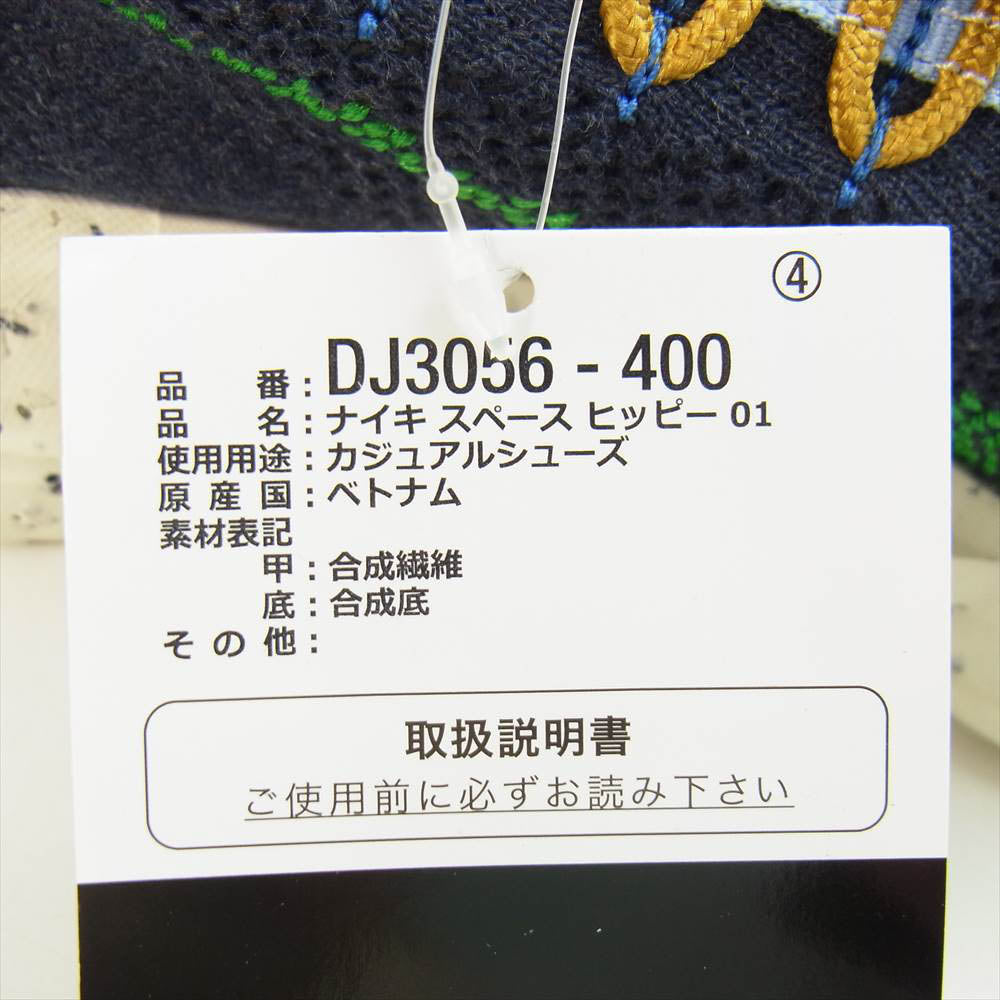 ④
品番：DJ3056 - 400
品名：ナイキ スペース ヒッピー 01
使用用途：カジュアルシューズ
原産国：ベトナム
素材表記
甲：合成繊維
底：合成底
その他：
取扱説明書
ご使用前に必ずお読み下さい